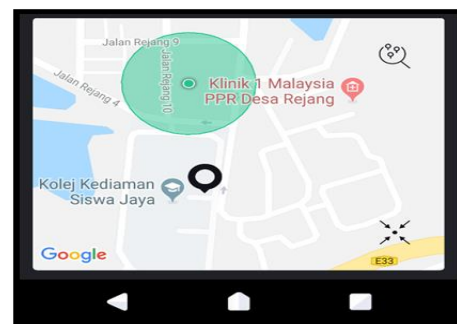 Jalan Rejang 9
Jalan Rejang 10
Jalan Rejang 4
Klinik 1 Malaysia
PPR Desa Rejang
Kolej Kediaman
Siswa Jaya
Google
E33